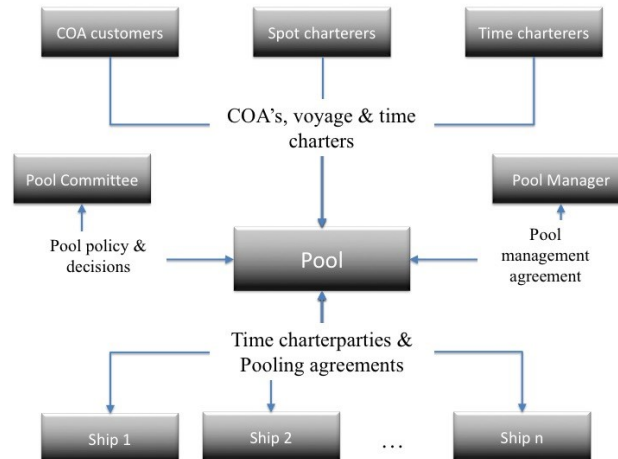 COA customers
Spot charterers
Time charterers
COA’s, voyage & time
charters
Pool Committee
Pool Manager
Pool policy &
decisions
Pool
Pool
management
agreement
Time charterparties &
Pooling agreements
Ship 1
Ship 2
...
Ship n